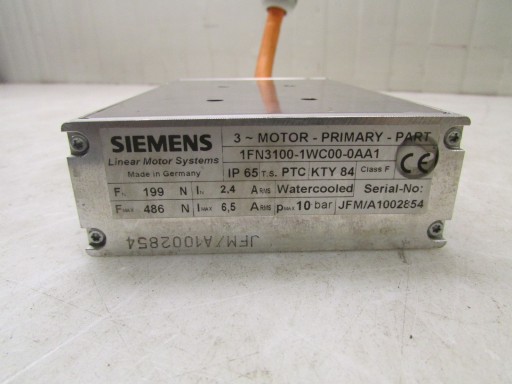 SIEMENS
Linear Motor Systems
Made in Germany
3 ~ MOTOR - PRIMARY - PART
1FN3100-1WC00-0AA1
IP 65 T.S. PTC KTY 84 Class F CE
FN 199 N IN 2,4 ARMS Watercooled Serial-No:
FMAX 486 N IMAX 6,5 ARMS pMAX 10 bar JFM/A1002854
JFM/A1002854